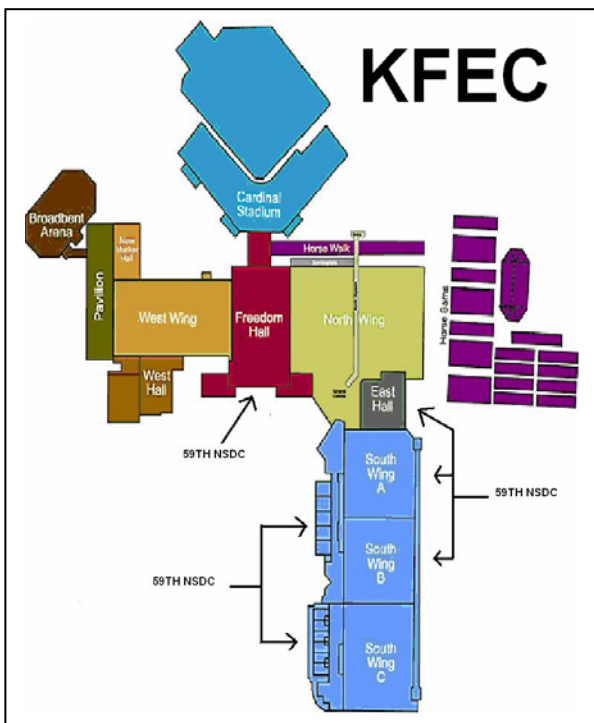 KFEC
Cardinal
Stadium
Broadbent
Arena
New
Market
Hall
Horse Walk
Pavilion
West Wing
Freedom
Hall
North Wing
Horse Barns
West
Hall
East
Hall
59TH NSDC
South
Wing
A
59TH NSDC
South
Wing
B
59TH NSDC
South
Wing
C